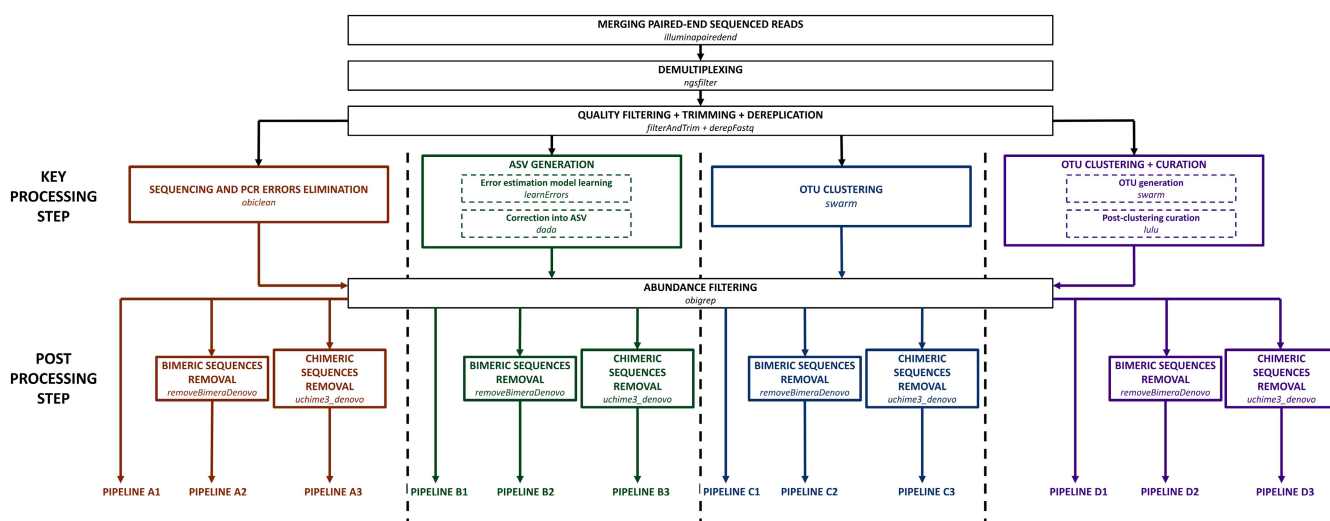 MERGING PAIRED-END SEQUENCED READS
illuminapairedend
DEMULTIPLEXING
ngsfilter
QUALITY FILTERING + TRIMMING + DEREPLICATION
filterAndTrim + derepFastq
KEY
PROCESSING
STEP
SEQUENCING AND PCR ERRORS ELIMINATION
obiclean
ASV GENERATION
Error estimation model learning
learnErrors
Correction into ASV
dada
OTU CLUSTERING
swarm
OTU CLUSTERING + CURATION
OTU generation
swarm
Post-clustering curation
lulu
ABUNDANCE FILTERING
obigrep
POST
PROCESSING
STEP
BIMERIC SEQUENCES
REMOVAL
removeBimeraDenovo
CHIMERIC
SEQUENCES
REMOVAL
uchime3_denovo
BIMERIC SEQUENCES
REMOVAL
removeBimeraDenovo
CHIMERIC
SEQUENCES
REMOVAL
uchime3_denovo
BIMERIC SEQUENCES
REMOVAL
removeBimeraDenovo
CHIMERIC
SEQUENCES
REMOVAL
uchime3_denovo
BIMERIC SEQUENCES
REMOVAL
removeBimeraDenovo
CHIMERIC
SEQUENCES
REMOVAL
uchime3_denovo
PIPELINE A1
PIPELINE A2
PIPELINE A3
PIPELINE B1
PIPELINE B2
PIPELINE B3
PIPELINE C1
PIPELINE C2
PIPELINE C3
PIPELINE D1
PIPELINE D2
PIPELINE D3